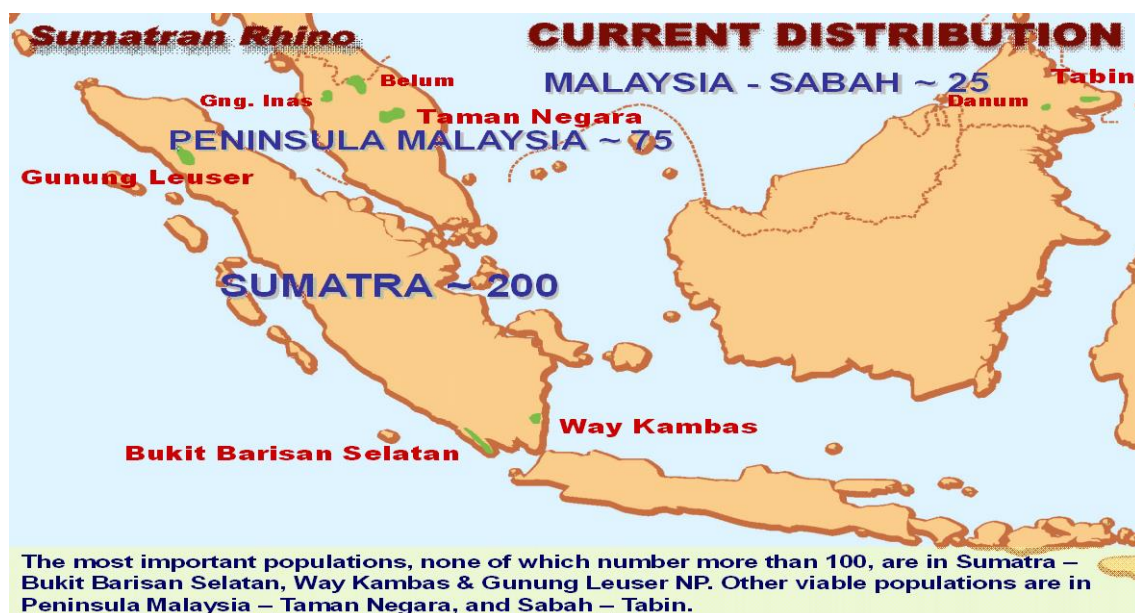 Sumatran Rhino
CURRENT DISTRIBUTION
MALAYSIA - SABAH ~ 25
Belum
Tabin
Gng. Inas
Danum
Taman Negara
PENINSULA MALAYSIA ~ 75
Gunung Leuser
SUMATRA ~ 200
Way Kambas
Bukit Barisan Selatan
The most important populations, none of which number more than 100, are in Sumatra –
Bukit Barisan Selatan, Way Kambas & Gunung Leuser NP. Other viable populations are in
Peninsula Malaysia – Taman Negara, and Sabah – Tabin.